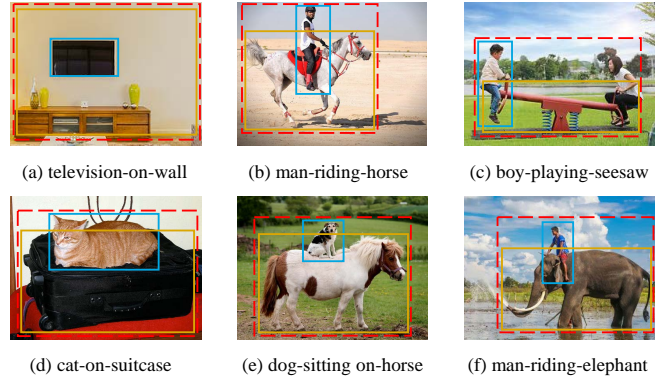 (a) television-on-wall
(b) man-riding-horse
(c) boy-playing-seesaw
(d) cat-on-suitcase
(e) dog-sitting on-horse
(f) man-riding-elephant